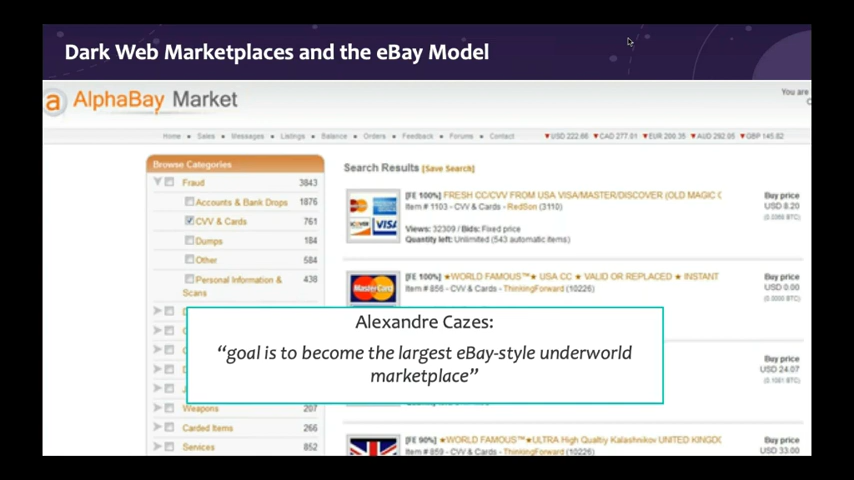 Dark Web Marketplaces and the eBay Model
AlphaBay Market
You are
Home Sales Messages Listings Balance Orders Feedback Forums Contact
USD 222.66 CAD 277.01 EUR 200.35 AUD 292.05 GBP 145.82
Browse Categories
Fraud 3843
Accounts & Bank Drops 1876
CVV & Cards 761
Dumps 184
Other 584
Personal Information & Scans 438
Weapons 207
Carded Items 266
Services 852
Search Results [Save Search]
[FE 100%] FRESH CC/CVV FROM USA VISA/MASTER/DISCOVER (OLD MAGIC
Item # 1103 - CVV & Cards - RedSon (3110)
Views: 32309 / Bids: Fixed price
Quantity left: Unlimited (543 automatic items)
Buy price
USD 8.20
[FE 100%] ★WORLD FAMOUS™★ USA CC ★ VALID OR REPLACED ★ INSTANT
Item # 856 - CVV & Cards - ThinkingForward (10226)
Buy price
USD 0.00
(0.0000 BTC)
Buy price
USD 24.07
[FE 90%] ★WORLD FAMOUS™★ULTRA High Quality Kalashnikov UNITED KINGD
Item # 859 - CVV & Cards - ThinkingForward (10226)
Buy price
USD 33.00
Alexandre Cazes:
“goal is to become the largest eBay-style underworld
marketplace”